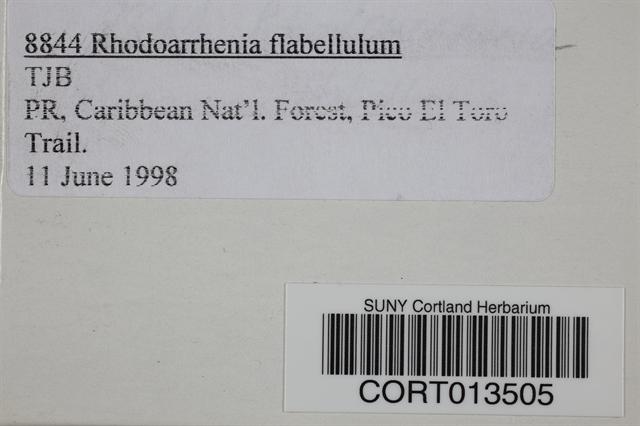 8844 Rhodoarrhenia flabellulum
TJB
PR, Caribbean Nat'l. Forest, Pico El Toro
Trail.
11 June 1998
SUNY Cortland Herbarium
CORT013505